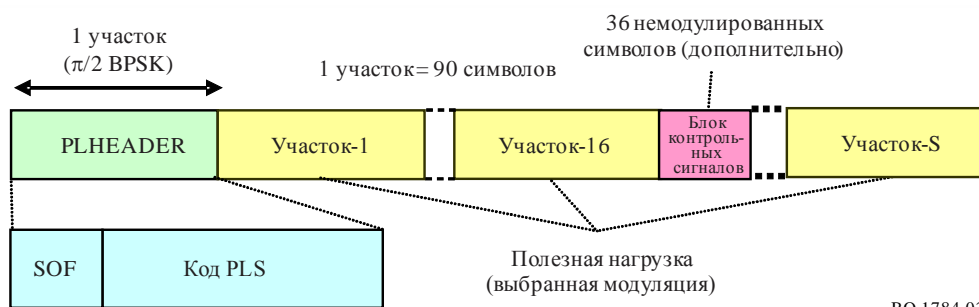 1 участок
(π/2 BPSK)
1 участок= 90 символов
36 немодулированных
символов (дополнительно)
PLHEADER
Участок-1
Участок-16
Блок
контроль-
ных
сигналов
Участок-S
SOF
Код PLS
Полезная нагрузка
(выбранная модуляция)